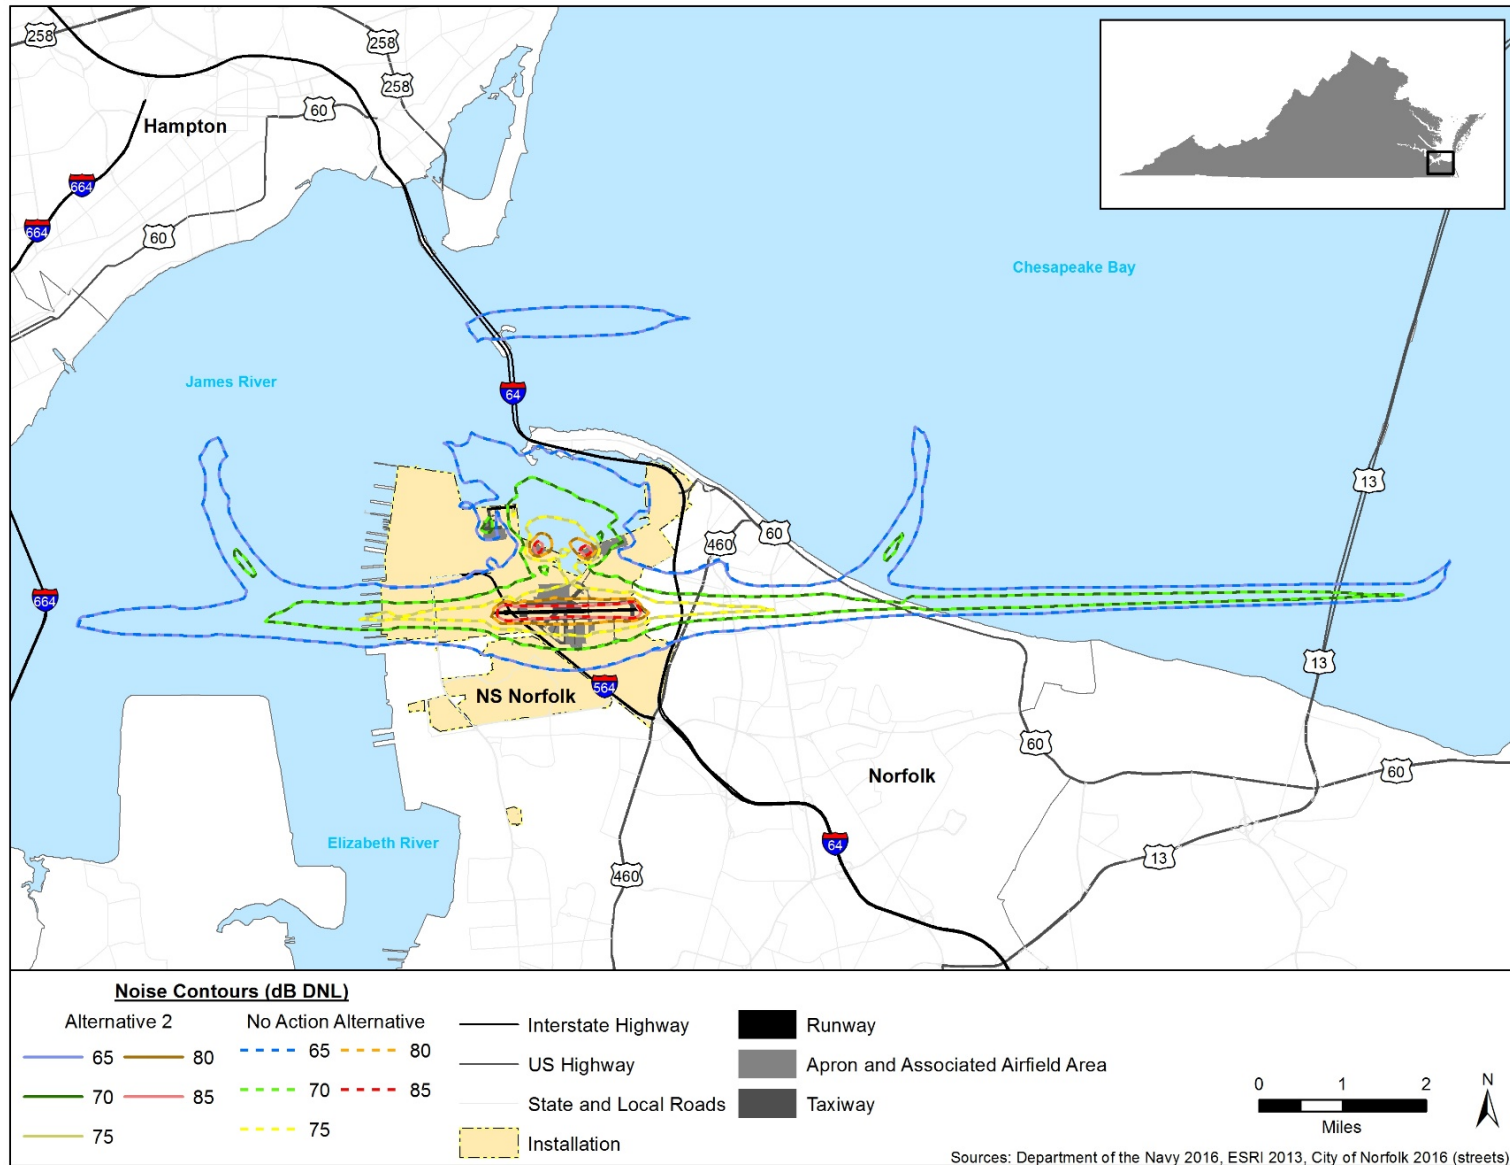 258
258
258
60
Hampton
664
664
60
Chesapeake Bay
James River
64
13
460
60
664
13
564
NS Norfolk
60
60
Norfolk
64
Elizabeth River
13
460
Noise Contours (dB DNL)
Alternative 2
No Action Alternative
65
80
70
85
75
65
80
70
85
75
Interstate Highway
US Highway
State and Local Roads
Installation
Runway
Apron and Associated Airfield Area
Taxiway
0 1 2
Miles
N
Sources: Department of the Navy 2016, ESRI 2013, City of Norfolk 2016 (streets)